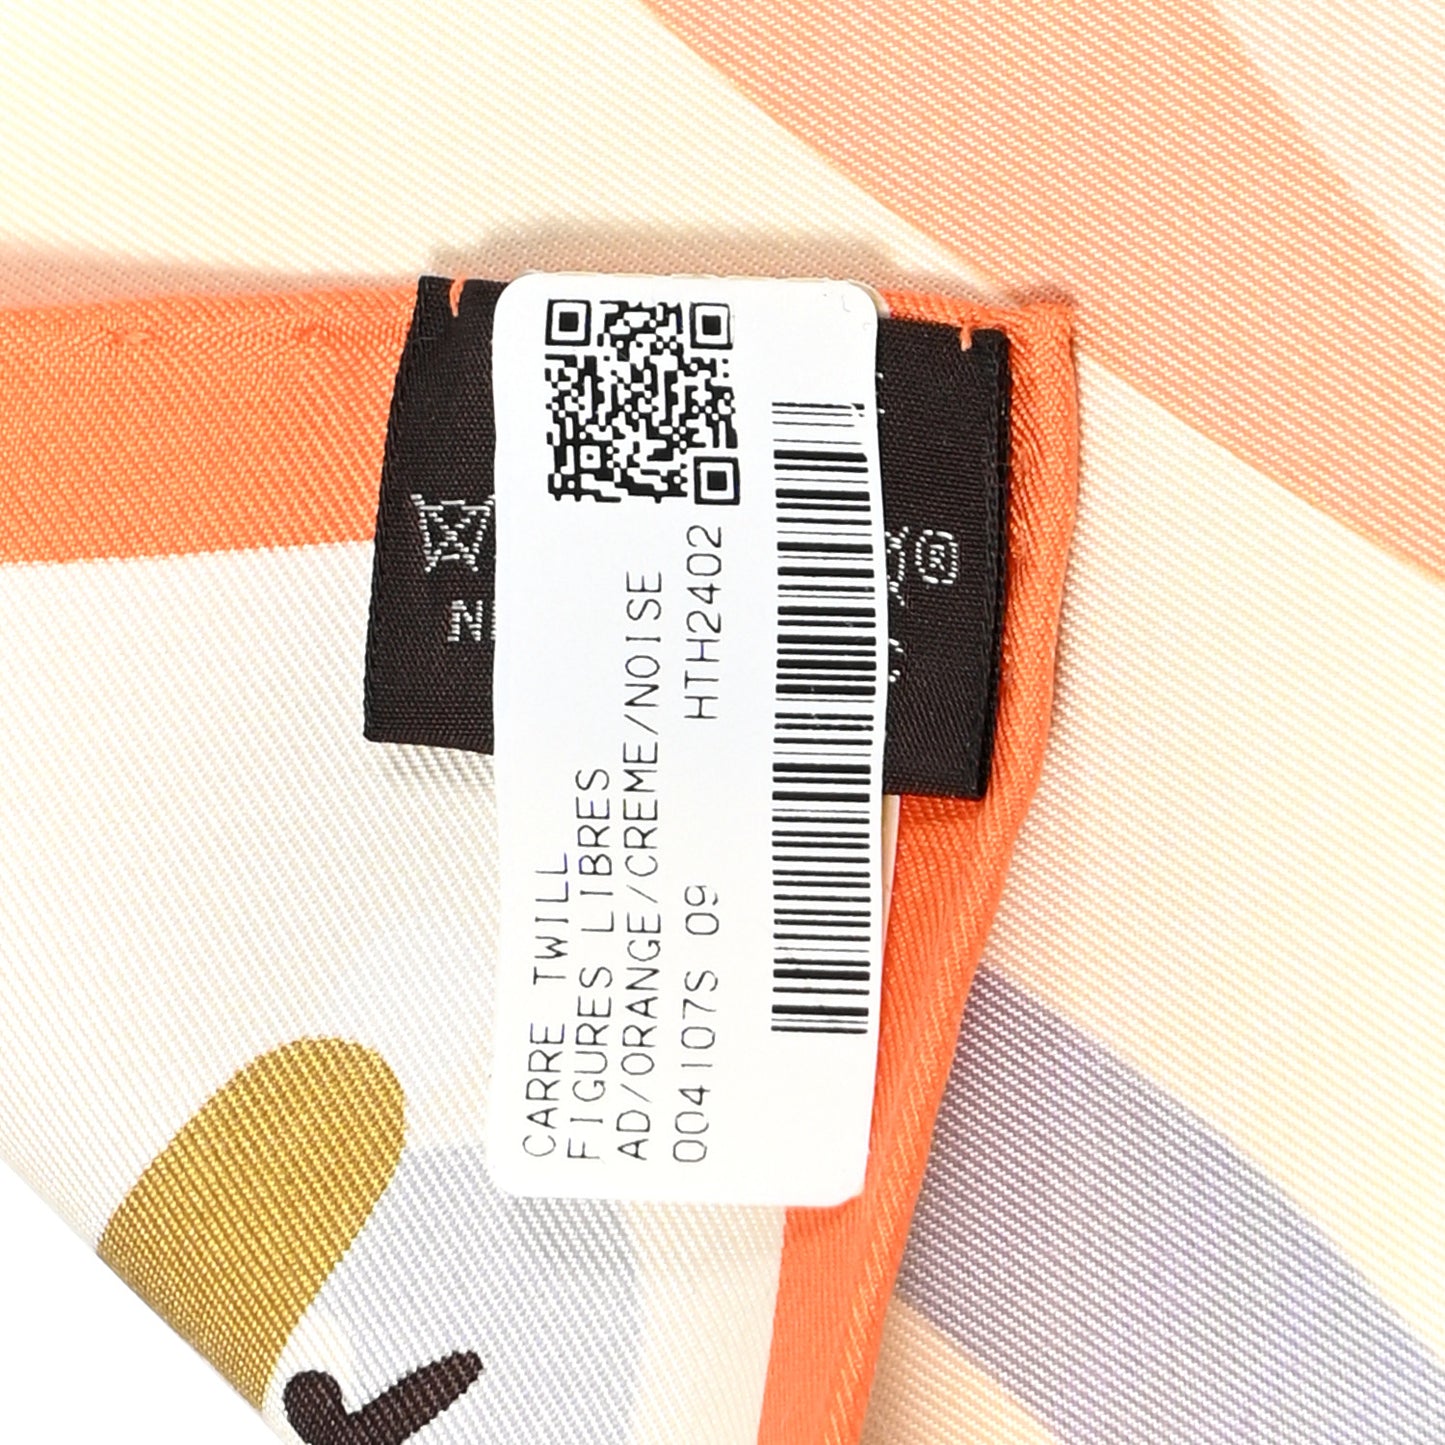 CARRE TWILL
FIGURES LIBRES
AD/ORANGE/CREME/NOISE
004107S 09 HTH2402